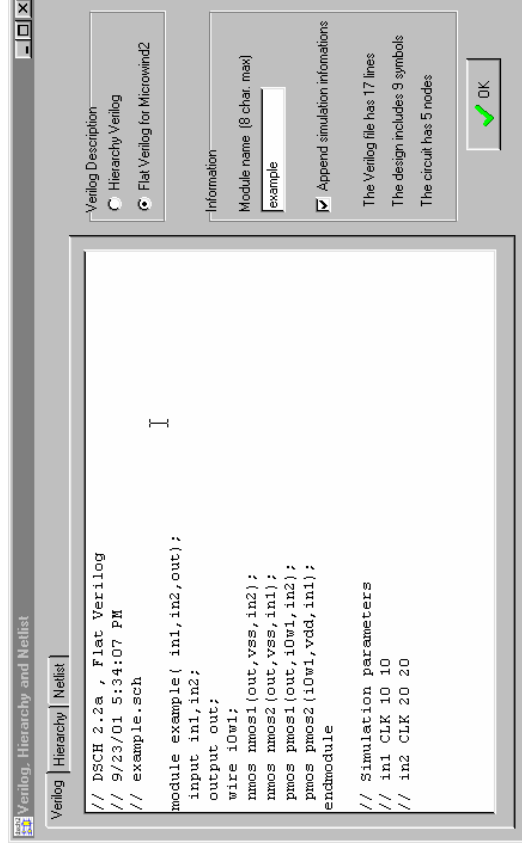 Verilog, Hierarchy and Netlist
Verilog
Hierarchy
Netlist
// DSCH 2.2a , Flat Verilog
// 9/23/01 5:34:07 PM
// example.sch
module example( in1,in2,out);
input in1,in2;
output out;
wire i0w1;
nmos nmos1(out,vss,in2);
nmos nmos2(out,vss,in1);
pmos pmos1(out,i0w1,in2);
pmos pmos2(i0w1,vdd,in1);
endmodule
// Simulation parameters
// in1 CLK 10 10
// in2 CLK 20 20
Verilog Description
Hierarchy Verilog
Flat Verilog for Microwind2
Information
Module name (8 char. max)
example
Append simulation infomations
The Verilog file has 17 lines
The design includes 9 symbols
The circuit has 5 nodes
OK